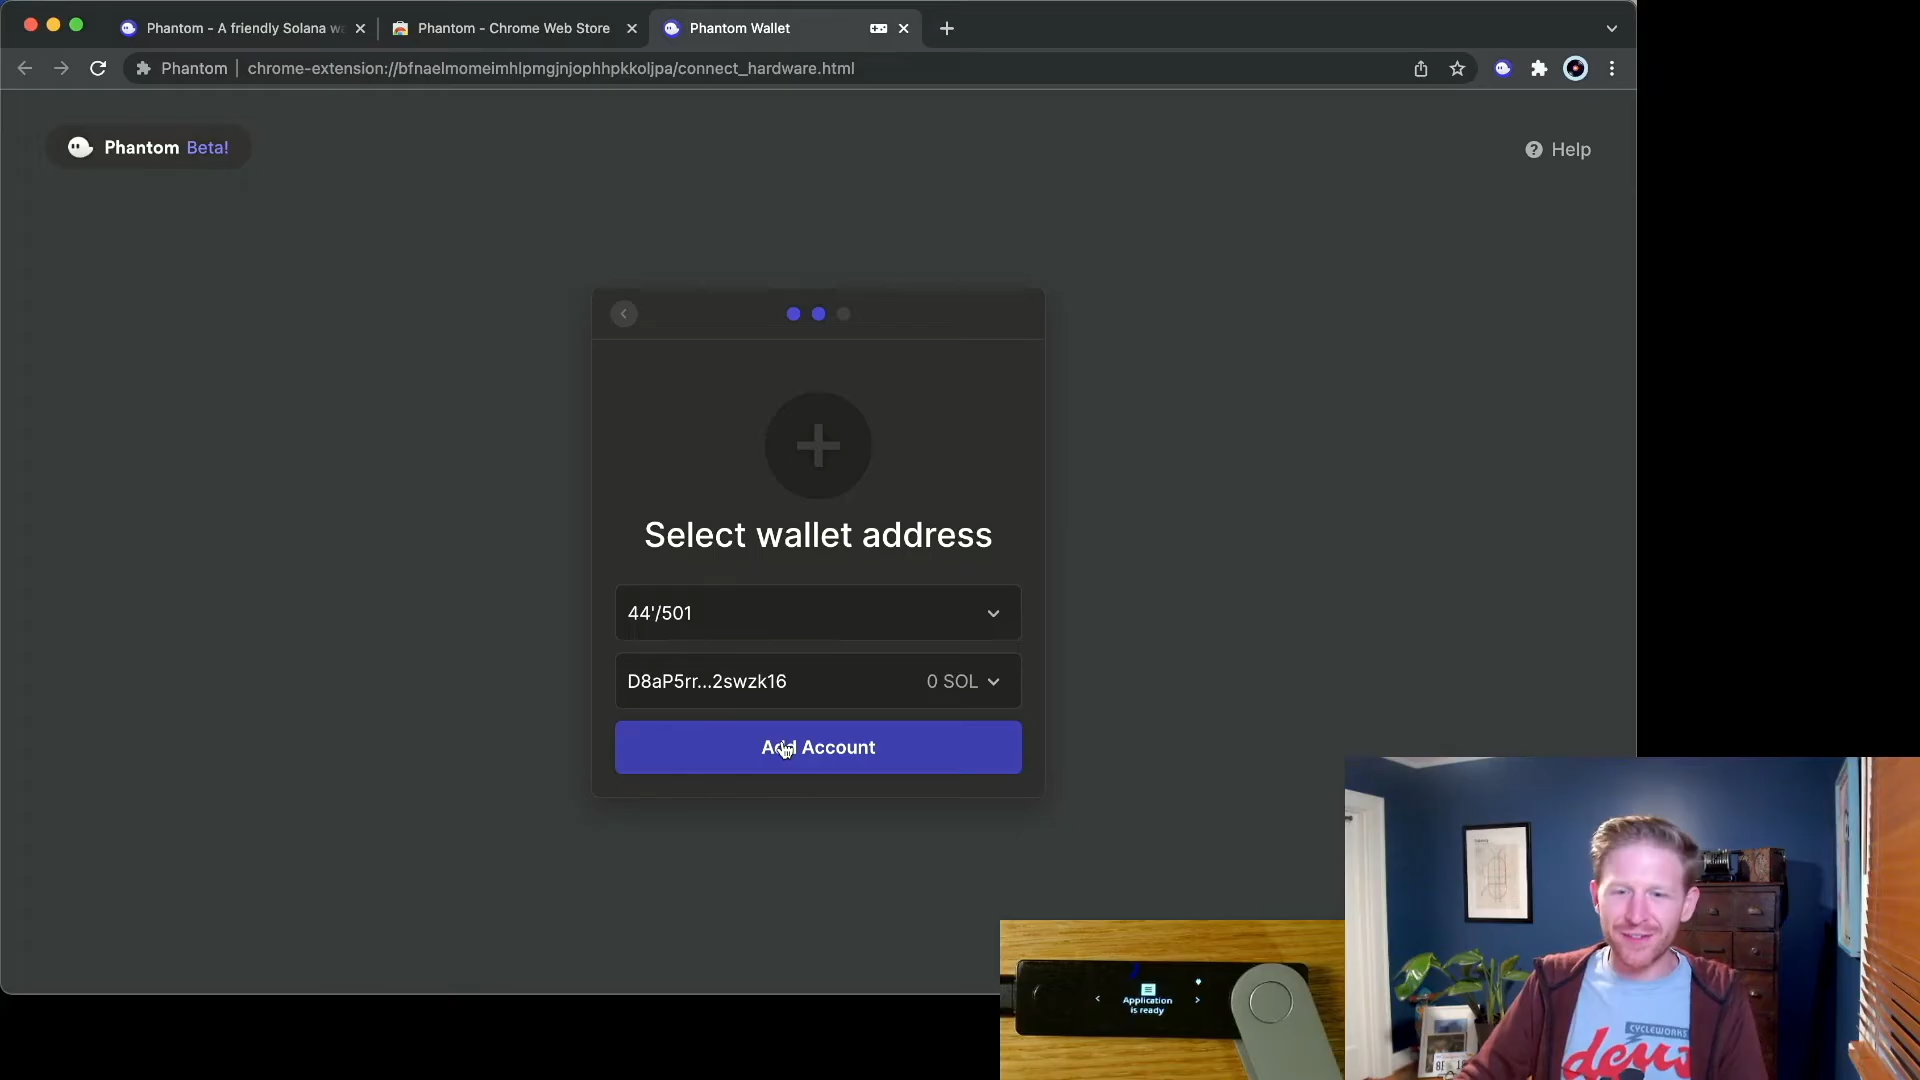 Phantom - A friendly Solana w
Phantom - Chrome Web Store
Phantom Wallet
Phantom
chrome-extension://bfnaelmomeimhlpmgjnjophhpkkoljpa/connect_hardware.html
Phantom Beta!
Help
Select wallet address
44'/501
D8aP5rr...2swzk16
0 SOL
Add Account
Application
is ready
CYCLEWORKS